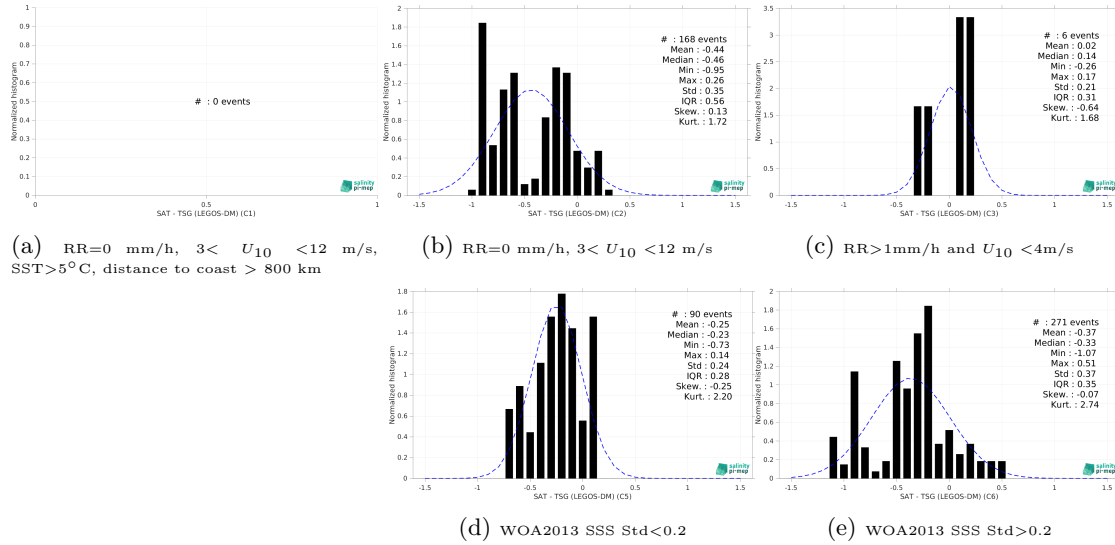 1
0.9
0.8
0.7
0.6
0.5
0.4
0.3
0.2
0.1
0
Normalized histogram
# : 0 events
0 0.5 1
SAT - TSG (LEGOS-DM) (C1)
salinity
pi-mep
2
1.8
1.6
1.4
1.2
1
0.8
0.6
0.4
0.2
0
Normalized histogram
# : 168 events
Mean : -0.44
Median : -0.46
Min : -0.95
Max : 0.26
Std : 0.35
IQR : 0.56
Skew. : 0.13
Kurt. : 1.72
-1.5 -1 -0.5 0 0.5 1 1.5
SAT - TSG (LEGOS-DM) (C2)
salinity
pi-mep
3.5
3
2.5
2
1.5
1
0.5
0
Normalized histogram
# : 6 events
Mean : 0.02
Median : 0.14
Min : -0.26
Max : 0.17
Std : 0.21
IQR : 0.31
Skew. : -0.64
Kurt. : 1.68
-1.5 -1 -0.5 0 0.5 1 1.5
SAT - TSG (LEGOS-DM) (C3)
salinity
pi-mep
(a) RR=0 mm/h, 3< U10 <12 m/s,
SST>5°C, distance to coast > 800 km
(b) RR=0 mm/h, 3< U10 <12 m/s
(c) RR>1mm/h and U10 <4m/s
1.8
1.6
1.4
1.2
1
0.8
0.6
0.4
0.2
0
Normalized histogram
# : 90 events
Mean : -0.25
Median : -0.23
Min : -0.73
Max : 0.14
Std : 0.24
IQR : 0.28
Skew. : -0.25
Kurt. : 2.20
-1.5 -1 -0.5 0 0.5 1 1.5
SAT - TSG (LEGOS-DM) (C5)
salinity
pi-mep
2
1.8
1.6
1.4
1.2
1
0.8
0.6
0.4
0.2
0
Normalized histogram
# : 271 events
Mean : -0.37
Median : -0.33
Min : -1.07
Max : 0.51
Std : 0.37
IQR : 0.35
Skew. : -0.07
Kurt. : 2.74
-1.5 -1 -0.5 0 0.5 1 1.5
SAT - TSG (LEGOS-DM) (C6)
salinity
pi-mep
(d) WOA2013 SSS Std<0.2
(e) WOA2013 SSS Std>0.2